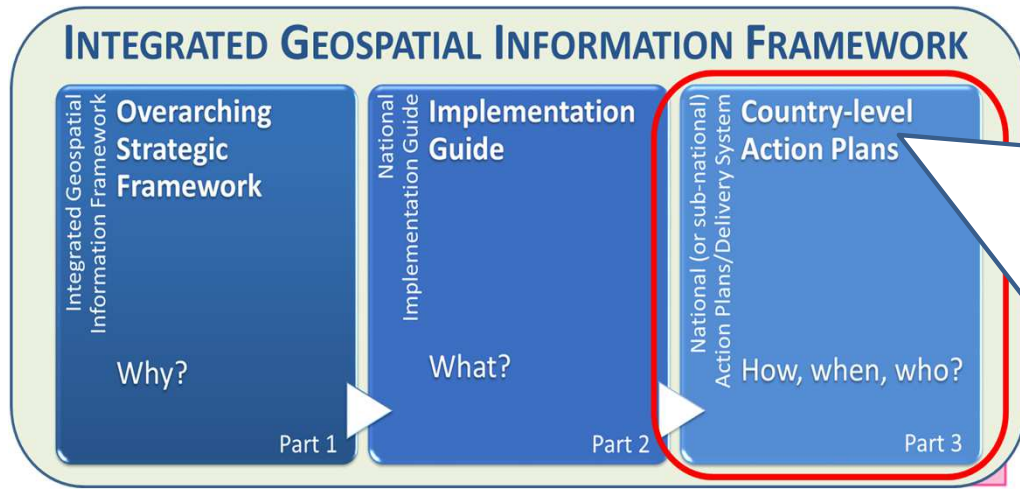 INTEGRATED GEOSPATIAL INFORMATION FRAMEWORK
Integrated Geospatial
Information Framework
Overarching
Strategic
Framework
Why?
Part 1
National
Implementation Guide
Implementation
Guide
What?
Part 2
National (or sub-national)
Action Plans/Delivery System
Country-level
Action Plans
How, when, who?
Part 3